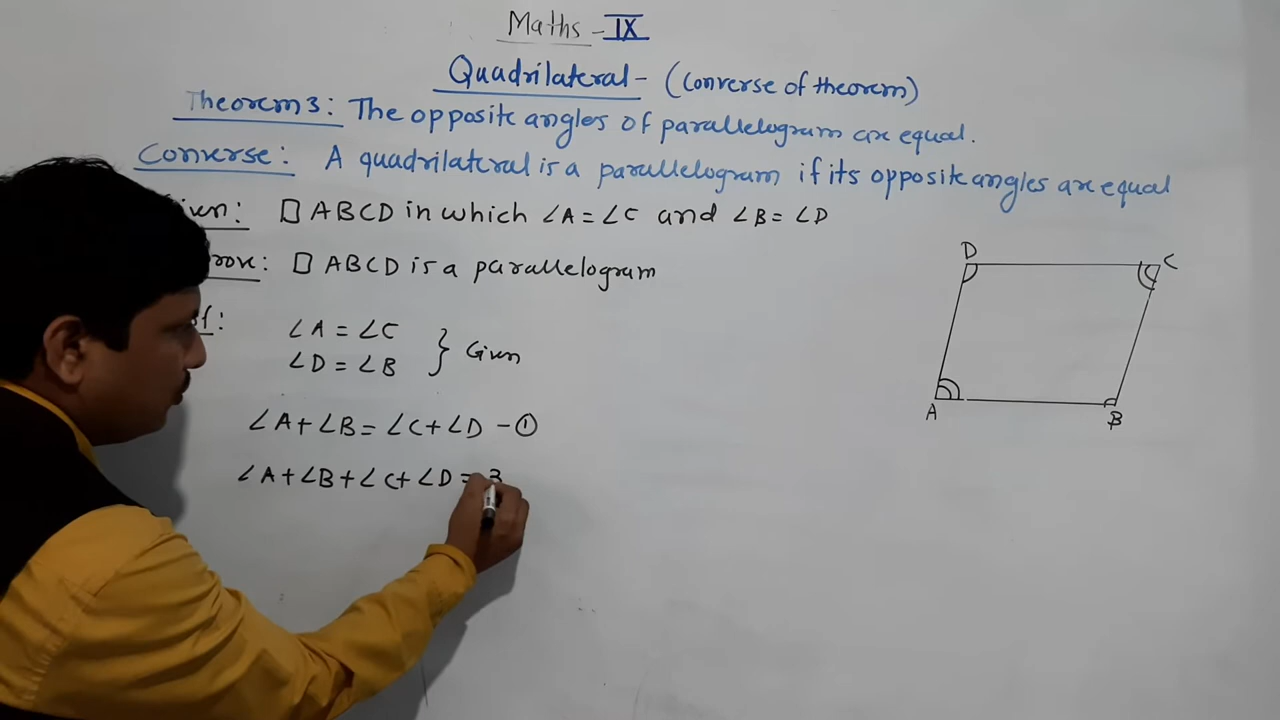 Maths - IX
Quadrilateral - (Converse of theorem)
Theorem 3: The opposite angles of parallelogram are equal.
Converse: A quadrilateral is a parallelogram if its opposite angles are equal
□ ABCD in which ∠A = ∠C and ∠B = ∠D
□ ABCD is a parallelogram
∠A = ∠C
∠D = ∠B } Given
∠A + ∠B = ∠C + ∠D - ①
∠A + ∠B + ∠C + ∠D = 3
D
C
A
B